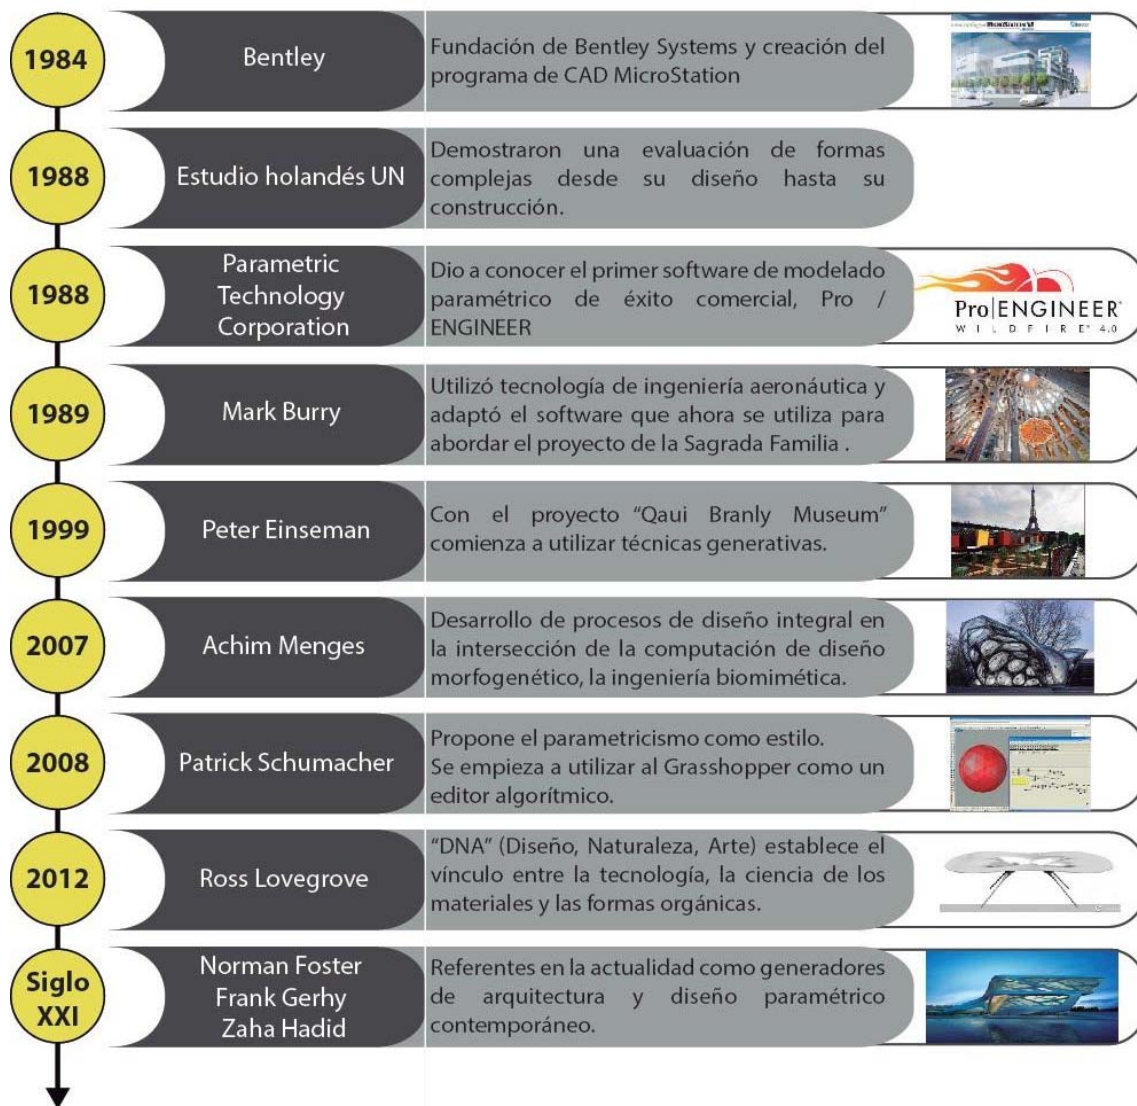 1984
Bentley
Fundación de Bentley Systems y creación del
programa de CAD MicroStation
MicroStation
1988
Estudio holandés UN
Demostraron una evaluación de formas
complejas desde su diseño hasta su
construcción.
1988
Parametric
Technology
Corporation
Dio a conocer el primer software de modelado
paramétrico de éxito comercial, Pro /
ENGINEER
Pro|ENGINEER®
WILDFIRE® 4.0
1989
Mark Burry
Utilizó tecnología de ingeniería aeronáutica y
adaptó el software que ahora se utiliza para
abordar el proyecto de la Sagrada Familia .
1999
Peter Einseman
Con el proyecto “Qaui Branly Museum”
comienza a utilizar técnicas generativas.
2007
Achim Menges
Desarrollo de procesos de diseño integral en
la intersección de la computación de diseño
morfogenético, la ingeniería biomimética.
2008
Patrick Schumacher
Propone el parametricismo como estilo.
Se empieza a utilizar al Grasshopper como un
editor algorítmico.
2012
Ross Lovegrove
“DNA” (Diseño, Naturaleza, Arte) establece el
vínculo entre la tecnología, la ciencia de los
materiales y las formas orgánicas.
Siglo
XXI
Norman Foster
Frank Gerhy
Zaha Hadid
Referentes en la actualidad como generadores
de arquitectura y diseño paramétrico
contemporáneo.